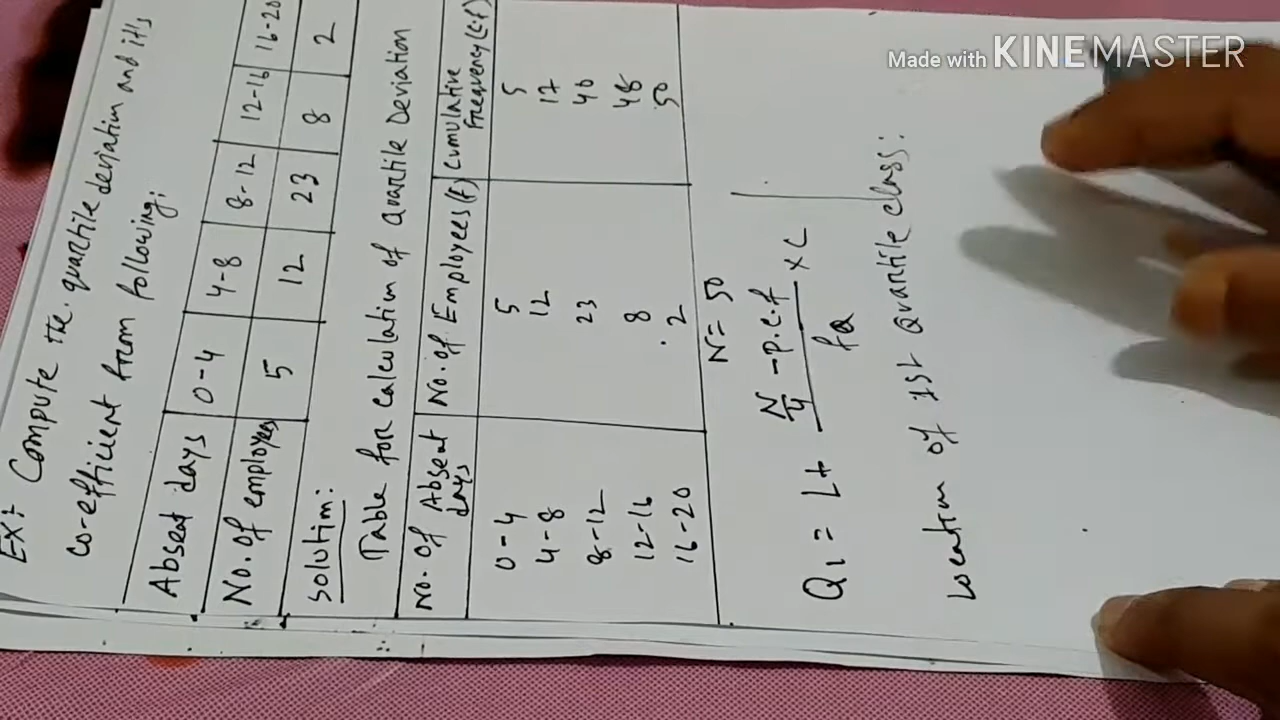 Ex: Compute the quartile deviation and it's
co-efficient from following:
Absent days 0-4 4-8 8-12 12-16 16-20
No. of employees 5 12 23 8 2
Solution:
Table for calculation of Quartile Deviation
No. of Absent days No. of Employees (f) Cumulative Frequency (C.f)
0-4 5 5
4-8 12 17
8-12 23 40
12-16 8 48
16-20 2 50
N = 50
Q1 = L+ N/4 - P.c.f / fQ × C
Location of 1st Quartile class:
Made with KINEMASTER